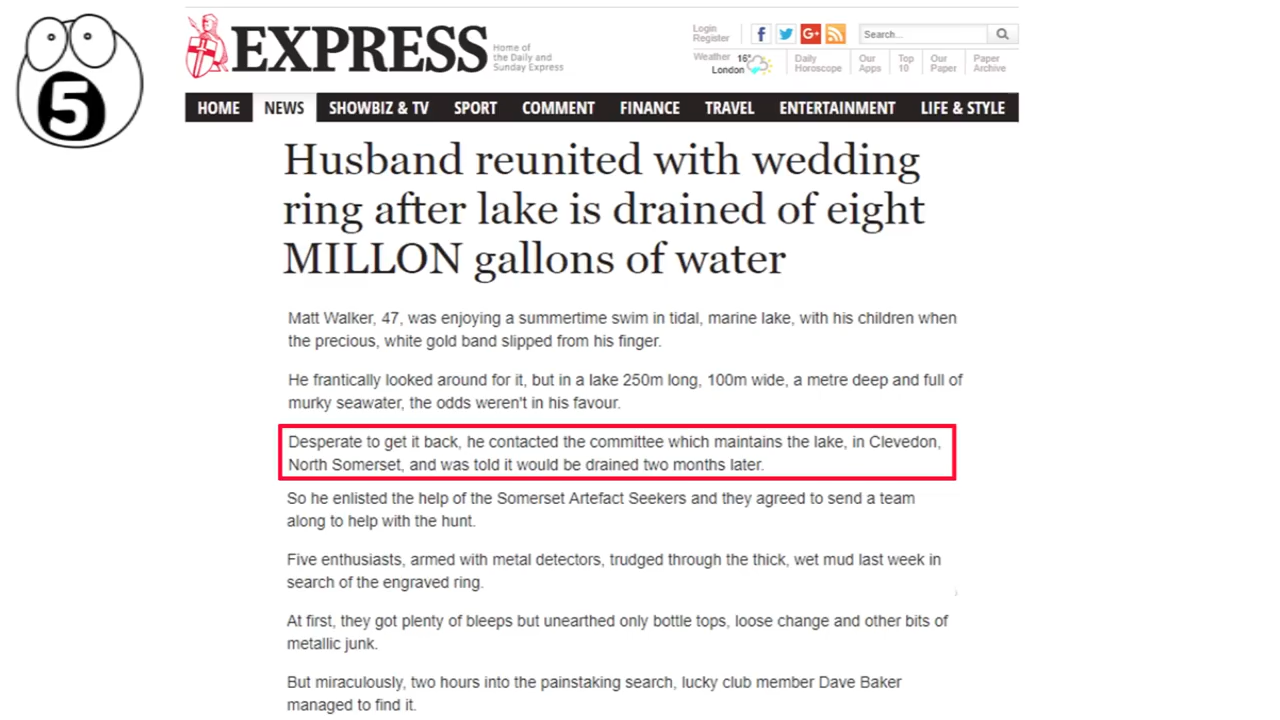 5
EXPRESS
Home of
the Daily and
Sunday Express
Login
Register
f
G+
Search...
Weather 16°
London
Daily
Horoscope
Our
Apps
Top
10
Our
Paper
Paper
Archive
HOME NEWS SHOWBIZ & TV SPORT COMMENT FINANCE TRAVEL ENTERTAINMENT LIFE & STYLE
Husband reunited with wedding
ring after lake is drained of eight
MILLON gallons of water
Matt Walker, 47, was enjoying a summertime swim in tidal, marine lake, with his children when
the precious, white gold band slipped from his finger.
He frantically looked around for it, but in a lake 250m long, 100m wide, a metre deep and full of
murky seawater, the odds weren't in his favour.
Desperate to get it back, he contacted the committee which maintains the lake, in Clevedon,
North Somerset, and was told it would be drained two months later.
So he enlisted the help of the Somerset Artefact Seekers and they agreed to send a team
along to help with the hunt.
Five enthusiasts, armed with metal detectors, trudged through the thick, wet mud last week in
search of the engraved ring.
At first, they got plenty of bleeps but unearthed only bottle tops, loose change and other bits of
metallic junk.
But miraculously, two hours into the painstaking search, lucky club member Dave Baker
managed to find it.